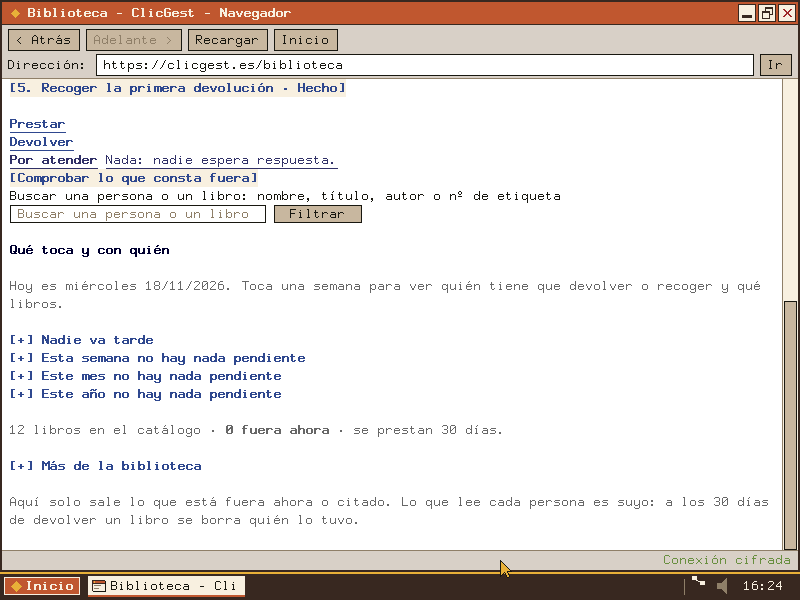 Biblioteca - ClicGest - Navegador
< Atrás Adelante > Recargar Inicio
Dirección: https://clicgest.es/biblioteca Ir
[5. Recoger la primera devolución · Hecho]
Prestar
Devolver
Por atender Nada: nadie espera respuesta.
[Comprobar lo que consta fuera]
Buscar una persona o un libro: nombre, título, autor o nº de etiqueta
Buscar una persona o un libro Filtrar
Qué toca y con quién
Hoy es miércoles 18/11/2026. Toca una semana para ver quién tiene que devolver o recoger y qué
libros.
[+] Nadie va tarde
[+] Esta semana no hay nada pendiente
[+] Este mes no hay nada pendiente
[+] Este año no hay nada pendiente
12 libros en el catálogo · 0 fuera ahora · se prestan 30 días.
[+] Más de la biblioteca
Aquí solo sale lo que está fuera ahora o citado. Lo que lee cada persona es suyo: a los 30 días
de devolver un libro se borra quién lo tuvo.
Conexión cifrada
Inicio Biblioteca - Cli 16:24